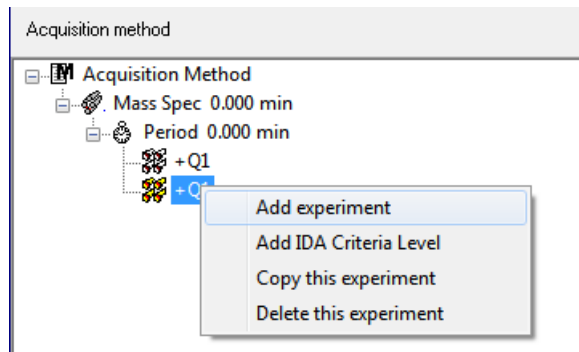 Acquisition method
Acquisition Method
Mass Spec 0.000 min
Period 0.000 min
+Q1
+Q1
Add experiment
Add IDA Criteria Level
Copy this experiment
Delete this experiment